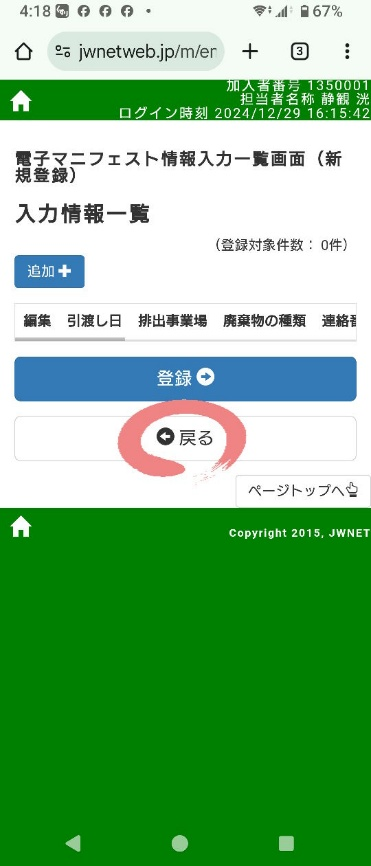 4:18
67%
jwnetweb.jp/m/er
3
加入者番号 1350001
担当者名称 静観 洸
ログイン時刻 2024/12/29 16:15:42
電子マニフェスト情報入力一覧画面（新
規登録）
入力情報一覧
（登録対象件数： 0件）
追加
編集 引渡し日 排出事業場 廃棄物の種類 連絡番
登録
戻る
ページトップへ
Copyright 2015, JWNET